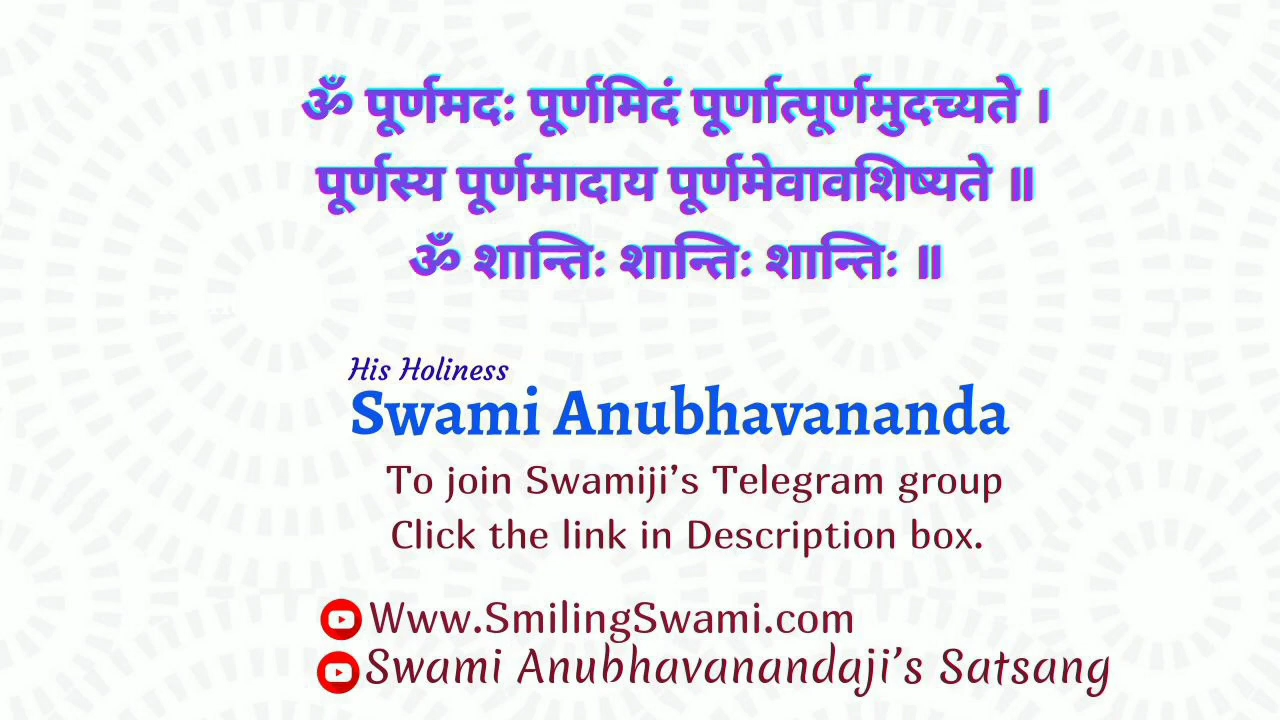 ॐ पूर्णमदः पूर्णमिदं पूर्णात्पूर्णमुदच्यते ।
पूर्णस्य पूर्णमादाय पूर्णमेवावशिष्यते ॥
ॐ शान्तिः शान्तिः शान्तिः ॥
His Holiness
Swami Anubhavananda
To join Swamiji's Telegram group
Click the link in Description box.
Www.SmilingSwami.com
Swami Anubhavanandaji's Satsang